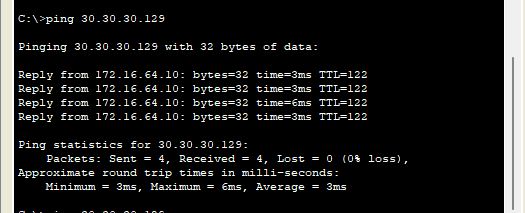 C:\>ping 30.30.30.129
Pinging 30.30.30.129 with 32 bytes of data:
Reply from 172.16.64.10: bytes=32 time=3ms TTL=122
Reply from 172.16.64.10: bytes=32 time=3ms TTL=122
Reply from 172.16.64.10: bytes=32 time=6ms TTL=122
Reply from 172.16.64.10: bytes=32 time=3ms TTL=122
Ping statistics for 30.30.30.129:
Packets: Sent = 4, Received = 4, Lost = 0 (0% loss),
Approximate round trip times in milli-seconds:
Minimum = 3ms, Maximum = 6ms, Average = 3ms